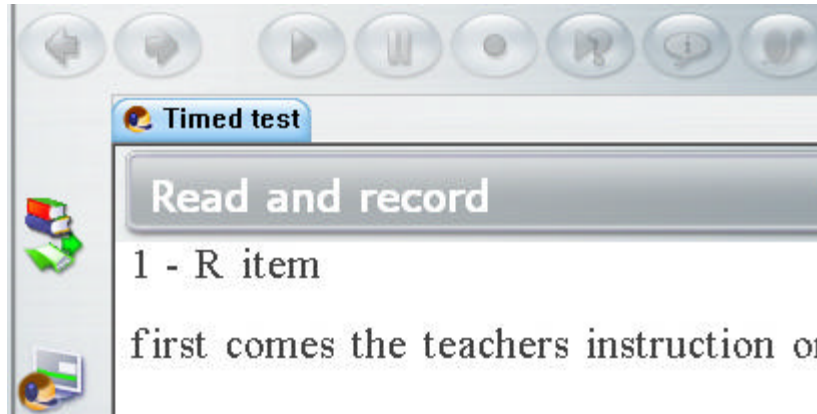 Timed test
Read and record
1 - R item
first comes the teachers instruction